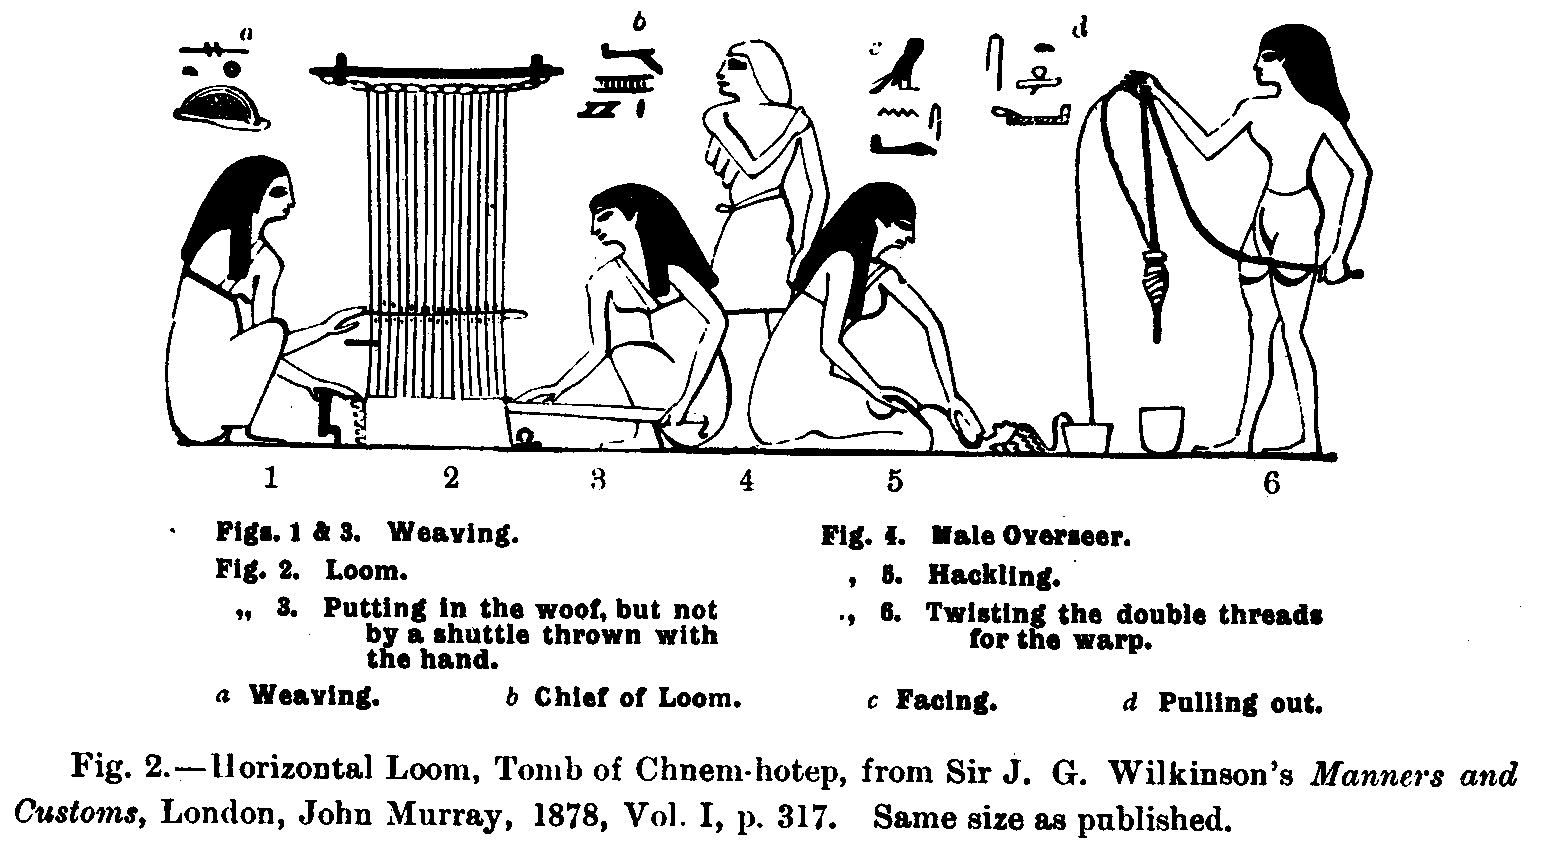 a
b
c
d
1 2 3 4 5 6
Figs. 1 & 3. Weaving.
Fig. 2. Loom.
„ 3. Putting in the woof, but not
by a shuttle thrown with
the hand.
Fig. 4. Male Overseer.
„ 5. Hackling.
„ 6. Twisting the double threads
for the warp.
a Weaving. b Chief of Loom. c Facing. d Pulling out.
Fig. 2.—Horizontal Loom, Tomb of Chnem-hotep, from Sir J. G. Wilkinson's Manners and
Customs, London, John Murray, 1878, Vol. I, p. 317. Same size as published.